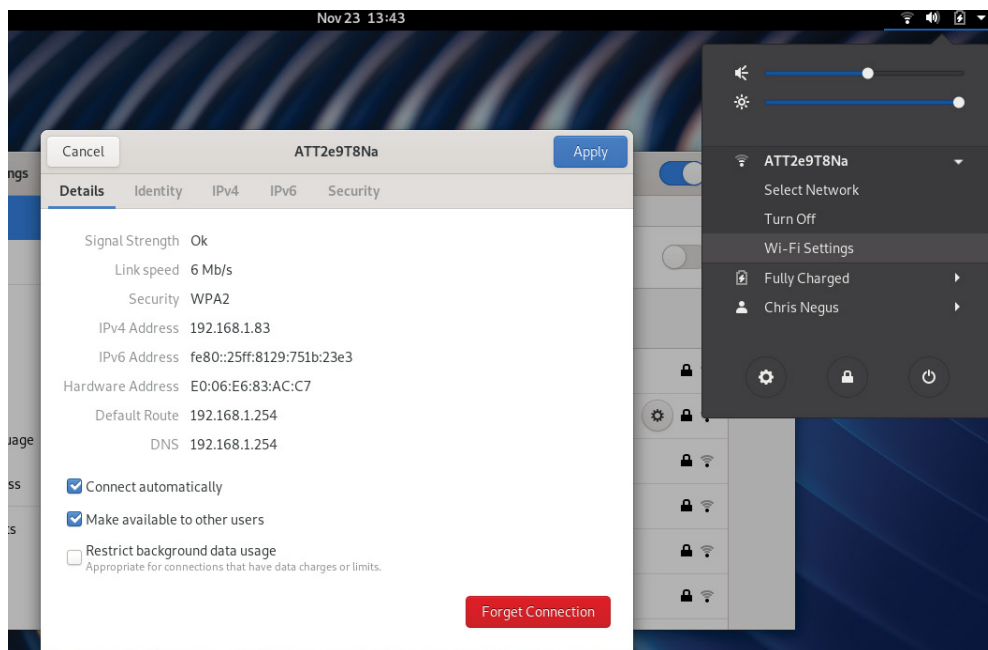 Nov 23 13:43
Cancel
ATT2e9T8Na
Apply
ngs
Details Identity IPv4 IPv6 Security
Signal Strength Ok
Link speed 6 Mb/s
Security WPA2
IPv4 Address 192.168.1.83
IPv6 Address fe80::25ff:8129:751b:23e3
Hardware Address E0:06:E6:83:AC:C7
Default Route 192.168.1.254
DNS 192.168.1.254
Connect automatically
Make available to other users
Restrict background data usage
Appropriate for connections that have data charges or limits.
Forget Connection
uage
ss
ts
ATT2e9T8Na
Select Network
Turn Off
Wi-Fi Settings
Fully Charged
Chris Negus